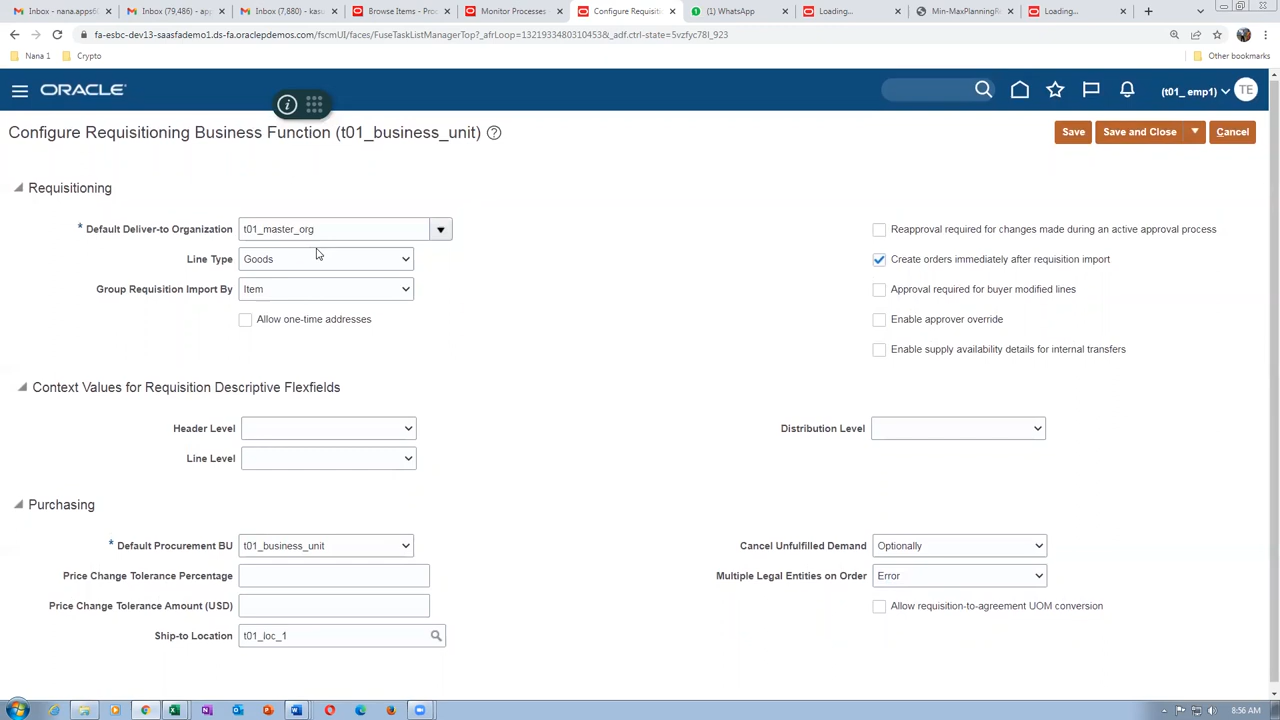 Inbox - nana.apps6
Inbox (79,486) - ap
Inbox (7,880) - kasu
Browse Items - Pro
Monitor Processes
Configure Requisiti
(1) WhatsApp
Loading...
Min-MaxPlanningR
Loading...
fa-esbc-dev13-saasfademo1.ds-fa.oraclepdemos.com/fscmUI/faces/FuseTaskListManagerTop?_afrLoop=1321933480310453&_adf.ctrl-state=5vzfyc78l_923
Nana 1
Crypto
Other bookmarks
ORACLE
(t01_ emp1)
TE
Configure Requisitioning Business Function (t01_business_unit)
Save
Save and Close
Cancel
Requisitioning
* Default Deliver-to Organization t01_master_org
Reapproval required for changes made during an active approval process
Line Type Goods
Create orders immediately after requisition import
Group Requisition Import By Item
Approval required for buyer modified lines
Allow one-time addresses
Enable approver override
Enable supply availability details for internal transfers
Context Values for Requisition Descriptive Flexfields
Header Level
Distribution Level
Line Level
Purchasing
* Default Procurement BU t01_business_unit
Cancel Unfulfilled Demand Optionally
Price Change Tolerance Percentage
Multiple Legal Entities on Order Error
Price Change Tolerance Amount (USD)
Allow requisition-to-agreement UOM conversion
Ship-to Location t01_loc_1
8:56 AM